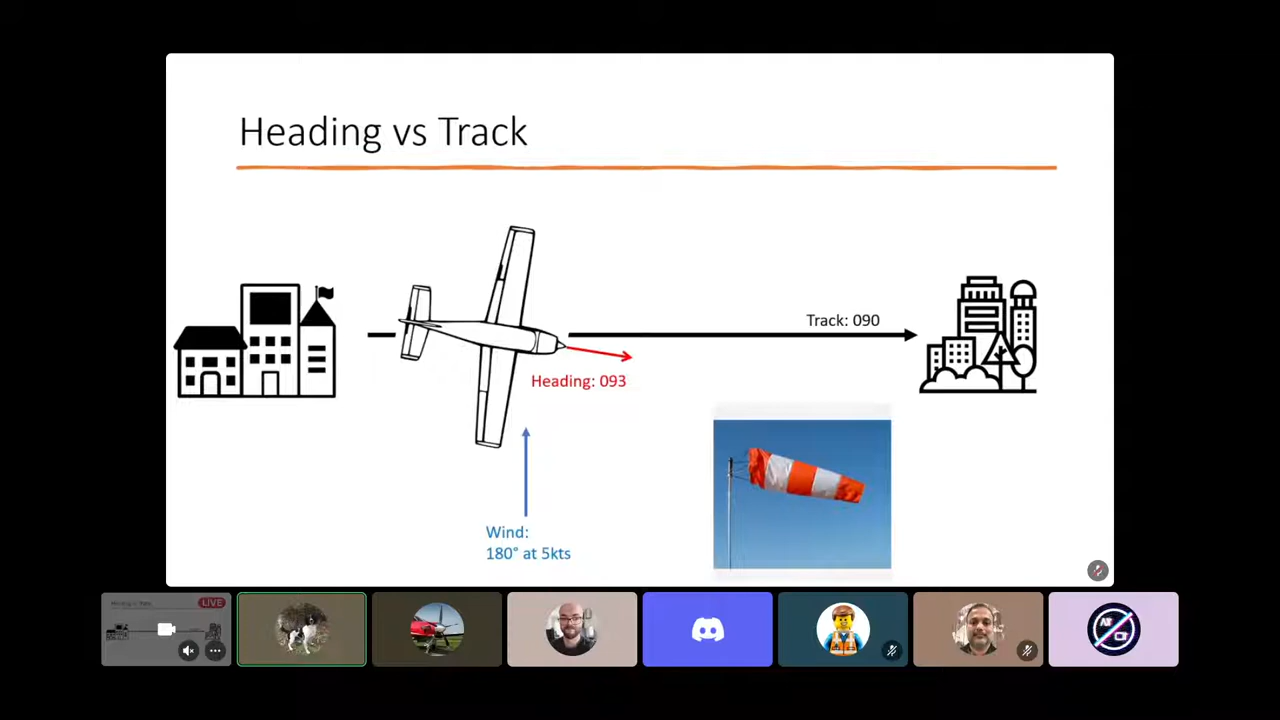 Heading vs Track
Track: 090
Heading: 093
Wind:
180° at 5kts
LIVE